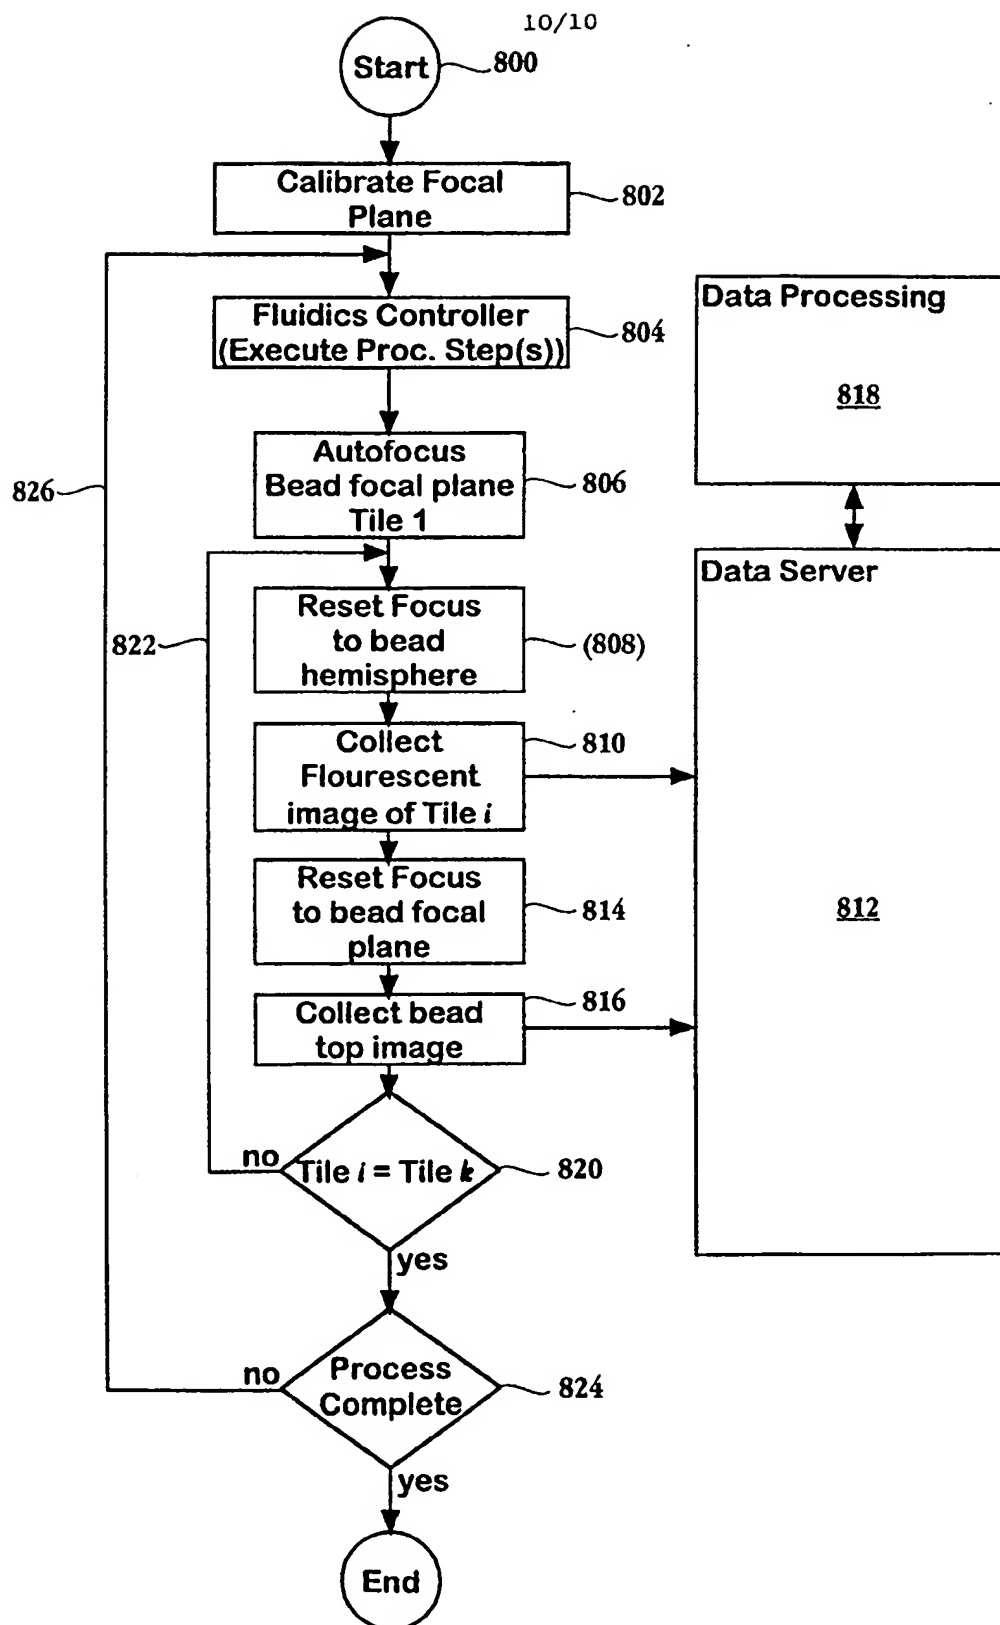 10/10
Start
800
Calibrate Focal
Plane
802
Fluidics Controller
(Execute Proc. Step(s))
804
Autofocus
Bead focal plane
Tile 1
806
826
Reset Focus
to bead
hemisphere
(808)
822
Collect
Flourescent
image of Tile i
810
Reset Focus
to bead focal
plane
814
Collect bead
top image
816
Tile i = Tile k
820
no
yes
Process
Complete
824
no
yes
End
Data Processing
818
Data Server
812